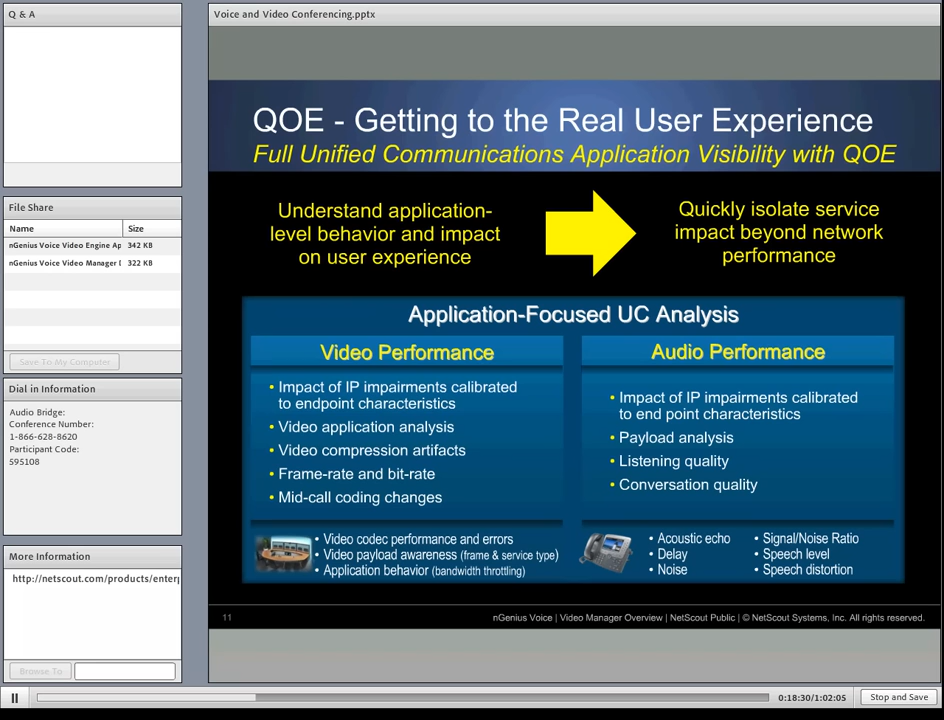 Q & A
File Share
Name Size
nGenius Voice Video Engine Ap 342 KB
nGenius Voice Video Manager 322 KB
Save To My Computer
Dial in Information
Audio Bridge:
Conference Number:
1-866-628-8620
Participant Code:
595108
More Information
http://netscout.com/products/enterp
Browse To
Voice and Video Conferencing.pptx
QOE - Getting to the Real User Experience
Full Unified Communications Application Visibility with QOE
Understand application-
level behavior and impact
on user experience
Quickly isolate service
impact beyond network
performance
Application-Focused UC Analysis
Video Performance
• Impact of IP impairments calibrated
to endpoint characteristics
• Video application analysis
• Video compression artifacts
• Frame-rate and bit-rate
• Mid-call coding changes
• Video codec performance and errors
• Video payload awareness (frame & service type)
• Application behavior (bandwidth throttling)
Audio Performance
• Impact of IP impairments calibrated
to end point characteristics
• Payload analysis
• Listening quality
• Conversation quality
• Acoustic echo
• Delay
• Noise
• Signal/Noise Ratio
• Speech level
• Speech distortion
11
nGenius Voice | Video Manager Overview | NetScout Public | © NetScout Systems, Inc. All rights reserved.
0:18:30/1:02:05
Stop and Save